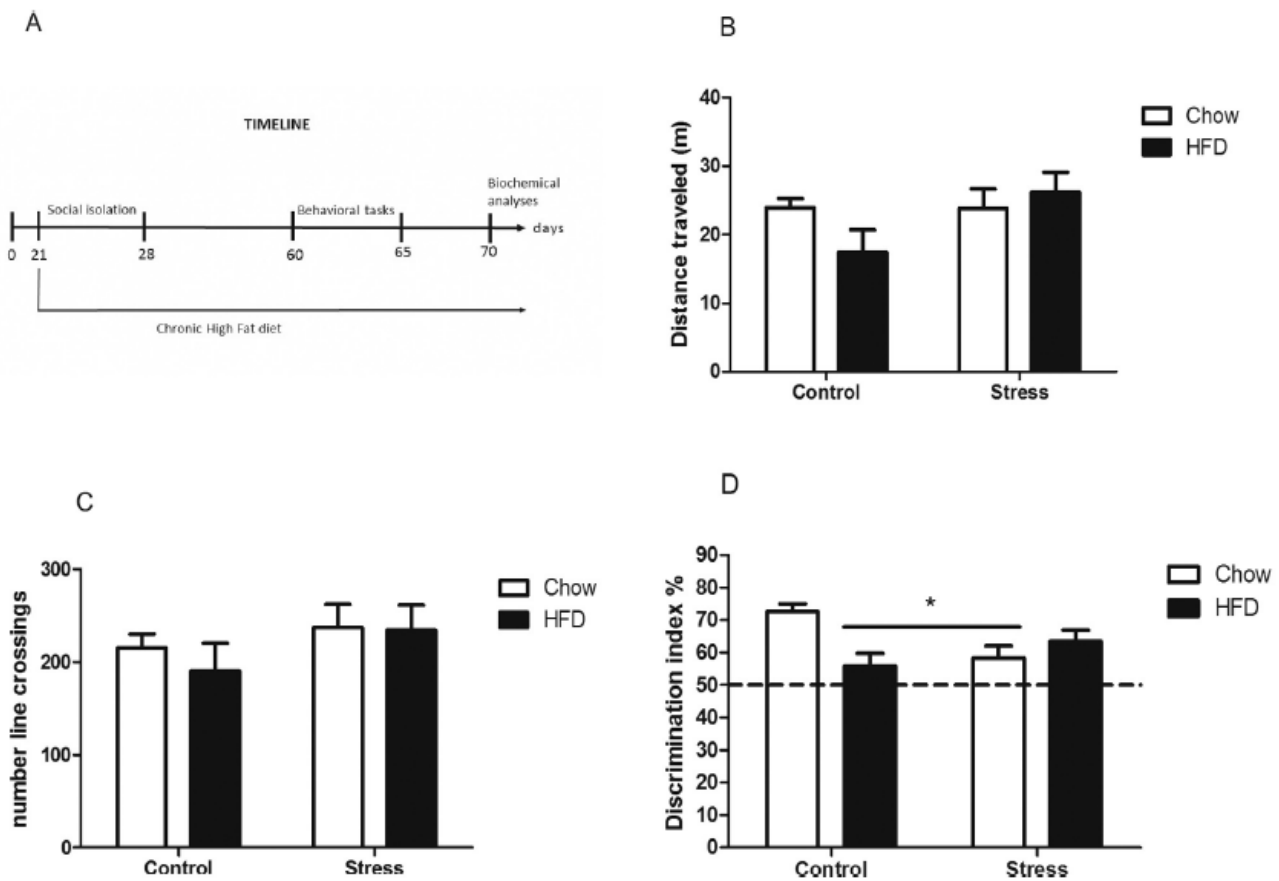 A
TIMELINE
Social isolation
Behavioral tasks
Biochemical
analyses
days
0 21 28 60 65 70
Chronic High Fat diet
B
Distance traveled (m)
40
30
20
10
0
Control Stress
Chow
HFD
C
number line crossings
300
200
100
0
Control Stress
Chow
HFD
D
Discrimination index %
90
80
70
60
50
40
30
20
10
0
*
Control Stress
Chow
HFD